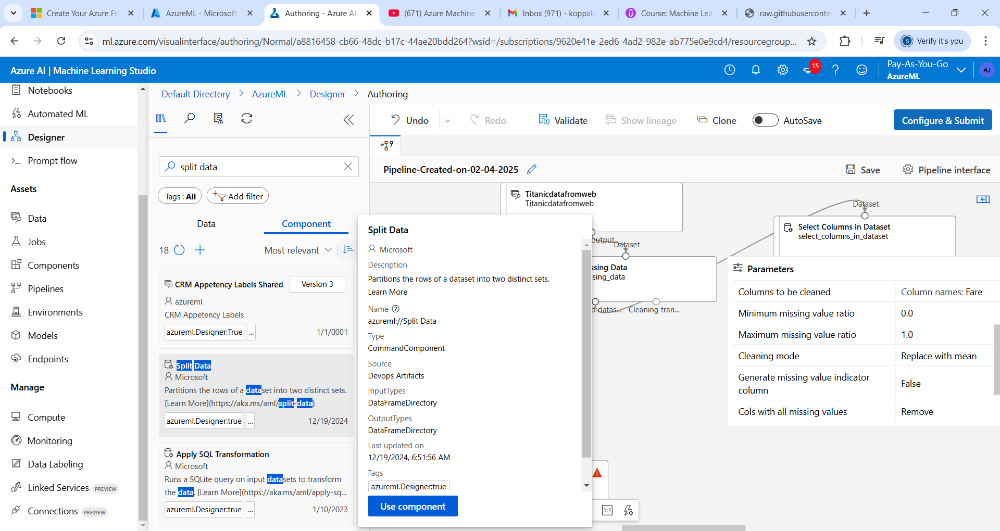 Create Your Azure Fre
AzureML - Microsoft
Authoring - Azure AI
(671) Azure Machine
Inbox (971) - koppala
Course: Machine Lea
raw.githubuserconter
ml.azure.com/visualinterface/authoring/Normal/a8816458-cb66-48dc-b17c-44ae20bdd264?wsid=/subscriptions/9620e41e-2ed6-4ad2-982e-ab775e0e9cd4/resourcegroup...
S
Verify it's you
Azure AI | Machine Learning Studio
15
Pay-As-You-Go
AzureML
AJ
Notebooks
Automated ML
Designer
Prompt flow
Assets
Data
Jobs
Components
Pipelines
Environments
Models
Endpoints
Manage
Compute
Monitoring
Data Labeling
Linked Services PREVIEW
Connections PREVIEW
Default Directory > AzureML > Designer > Authoring
split data
Tags : All
Add filter
Data
Component
18
Most relevant
CRM Appetency Labels Shared
Version 3
azureml
CRM Appetency Labels
azureml.Designer:True
...
1/1/0001
Split Data
Microsoft
Partitions the rows of a dataset into two distinct sets.
[Learn More](https://aka.ms/aml/split-data)
azureml.Designer:true
...
12/19/2024
Apply SQL Transformation
Microsoft
Runs a SQLite query on input datasets to transform
the data. [Learn More](https://aka.ms/aml/apply-sq...
azureml.Designer:true
...
1/10/2023
Undo
Redo
Validate
Show lineage
Clone
AutoSave
Configure & Submit
Pipeline-Created-on-02-04-2025
Save
Pipeline interface
Titanicdatafromweb
Titanicdatafromweb
output
Dataset
ssing Data
sing_data
d datas...
Cleaning tran...
Dataset
Select Columns in Dataset
select_columns_in_dataset
Split Data
Microsoft
Description
Partitions the rows of a dataset into two distinct sets.
Learn More
Name
azureml://Split Data
Type
CommandComponent
Source
Devops Artifacts
InputTypes
DataFrameDirectory
OutputTypes
DataFrameDirectory
Last updated on
12/19/2024, 6:51:56 AM
Tags
azureml.Designer:true
Use component
1:1
Parameters
Columns to be cleaned
Column names: Fare
Minimum missing value ratio
0.0
Maximum missing value ratio
1.0
Cleaning mode
Replace with mean
Generate missing value indicator
column
False
Cols with all missing values
Remove